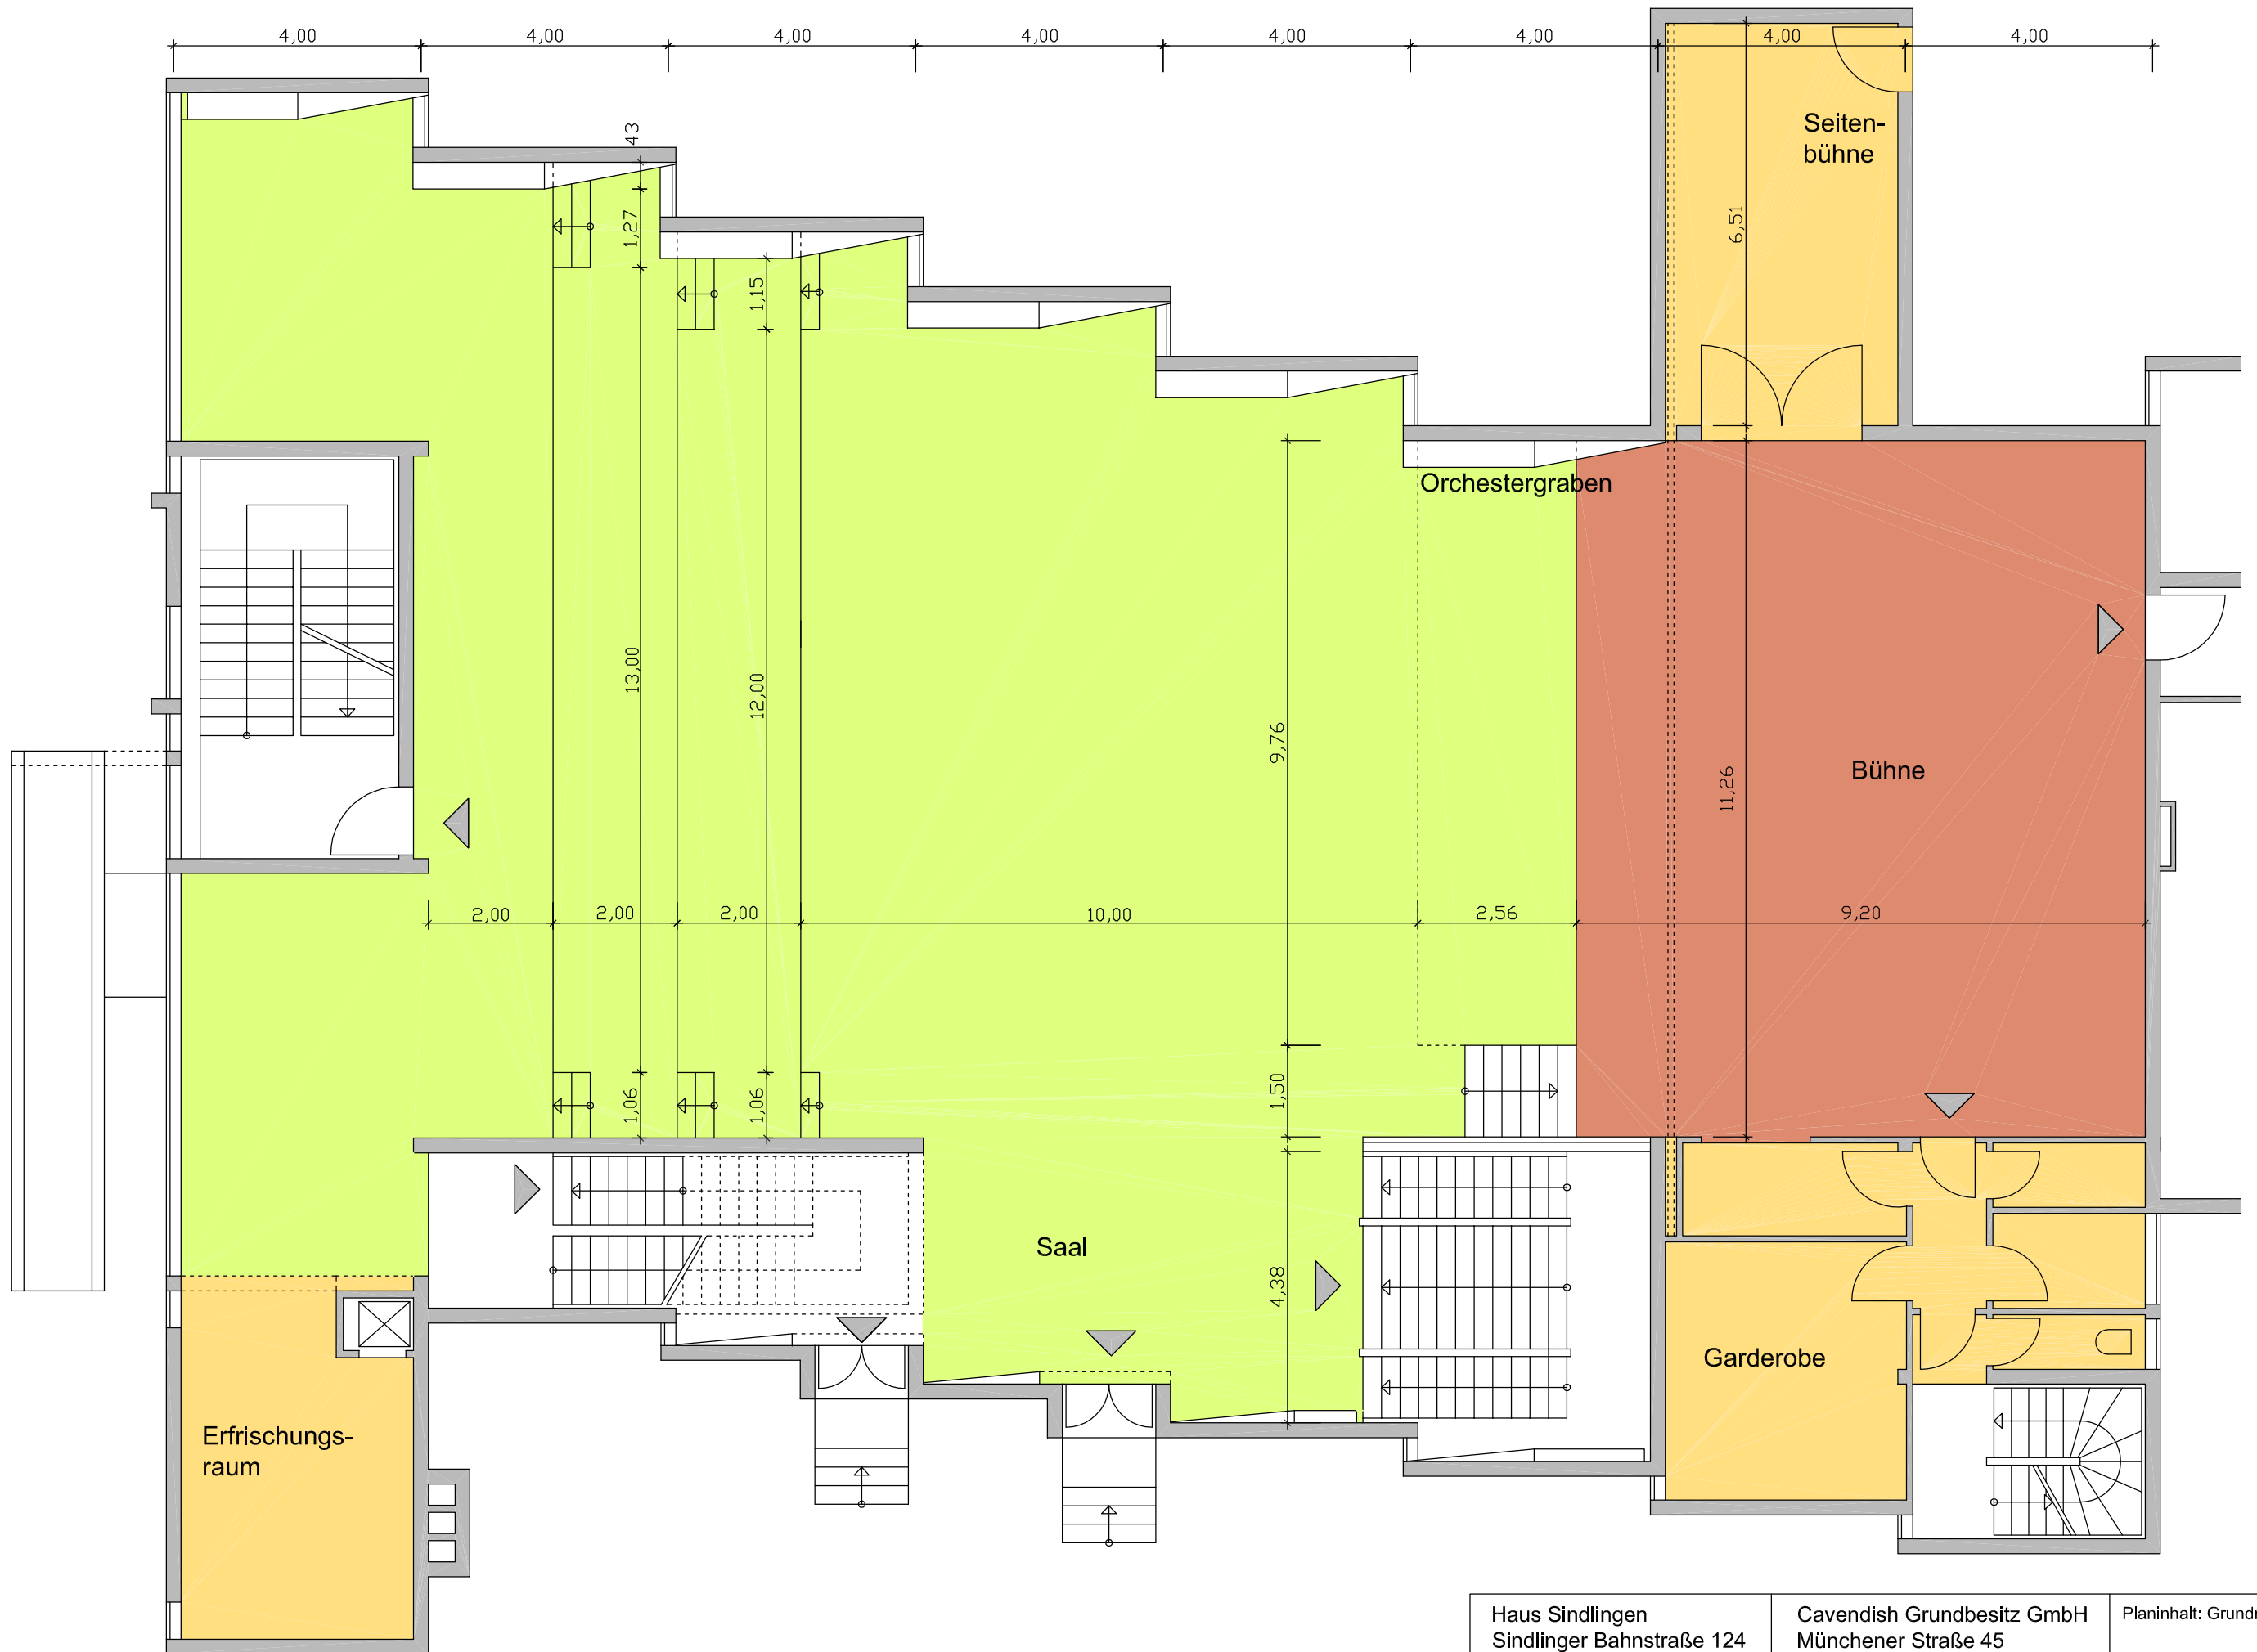 4,00 4,00 4,00 4,00 4,00 4,00 4,00 4,00
43
Seiten-
bühne
1,27
6,51
1,15
Orchestergraben
13,00
12,00
9,76
Bühne
11,26
2,00 2,00 2,00 10,00 2,56 9,20
1,06
1,06
1,50
Saal
4,38
Garderobe
Erfrischungs-
raum
Haus Sindlingen
Sindlinger Bahnstraße 124
Cavendish Grundbesitz GmbH
Münchener Straße 45
Planinhalt: